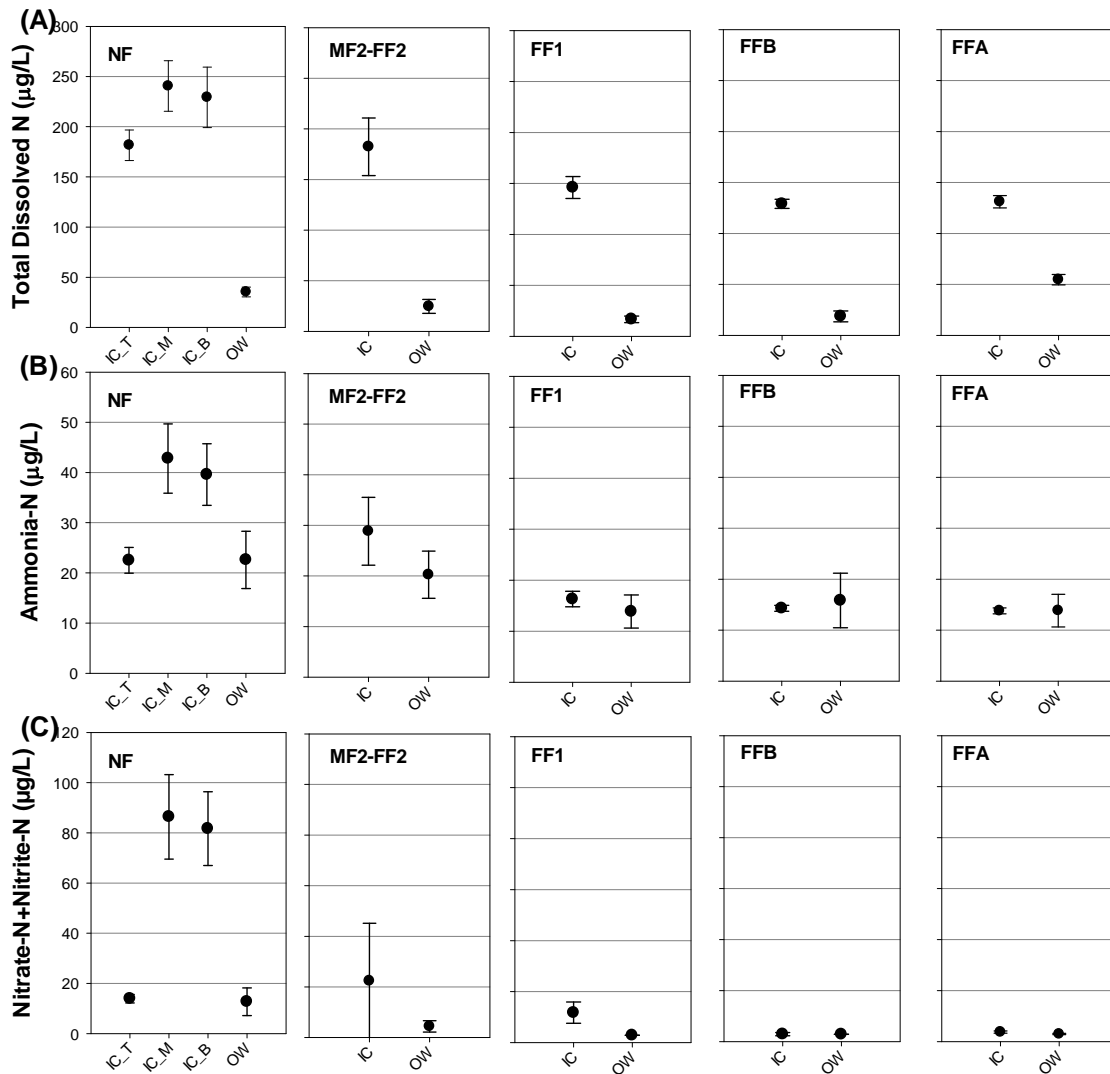 (A)
Total Dissolved N (µg/L)
300
250
200
150
100
50
0
NF
IC_T
IC_M
IC_B
OW
MF2-FF2
IC
OW
FF1
IC
OW
FFB
IC
OW
FFA
IC
OW
(B)
Ammonia-N (µg/L)
60
50
40
30
20
10
0
NF
IC_T
IC_M
IC_B
OW
MF2-FF2
IC
OW
FF1
IC
OW
FFB
IC
OW
FFA
IC
OW
(C)
Nitrate-N+Nitrite-N (µg/L)
120
100
80
60
40
20
0
NF
IC_T
IC_M
IC_B
OW
MF2-FF2
IC
OW
FF1
IC
OW
FFB
IC
OW
FFA
IC
OW